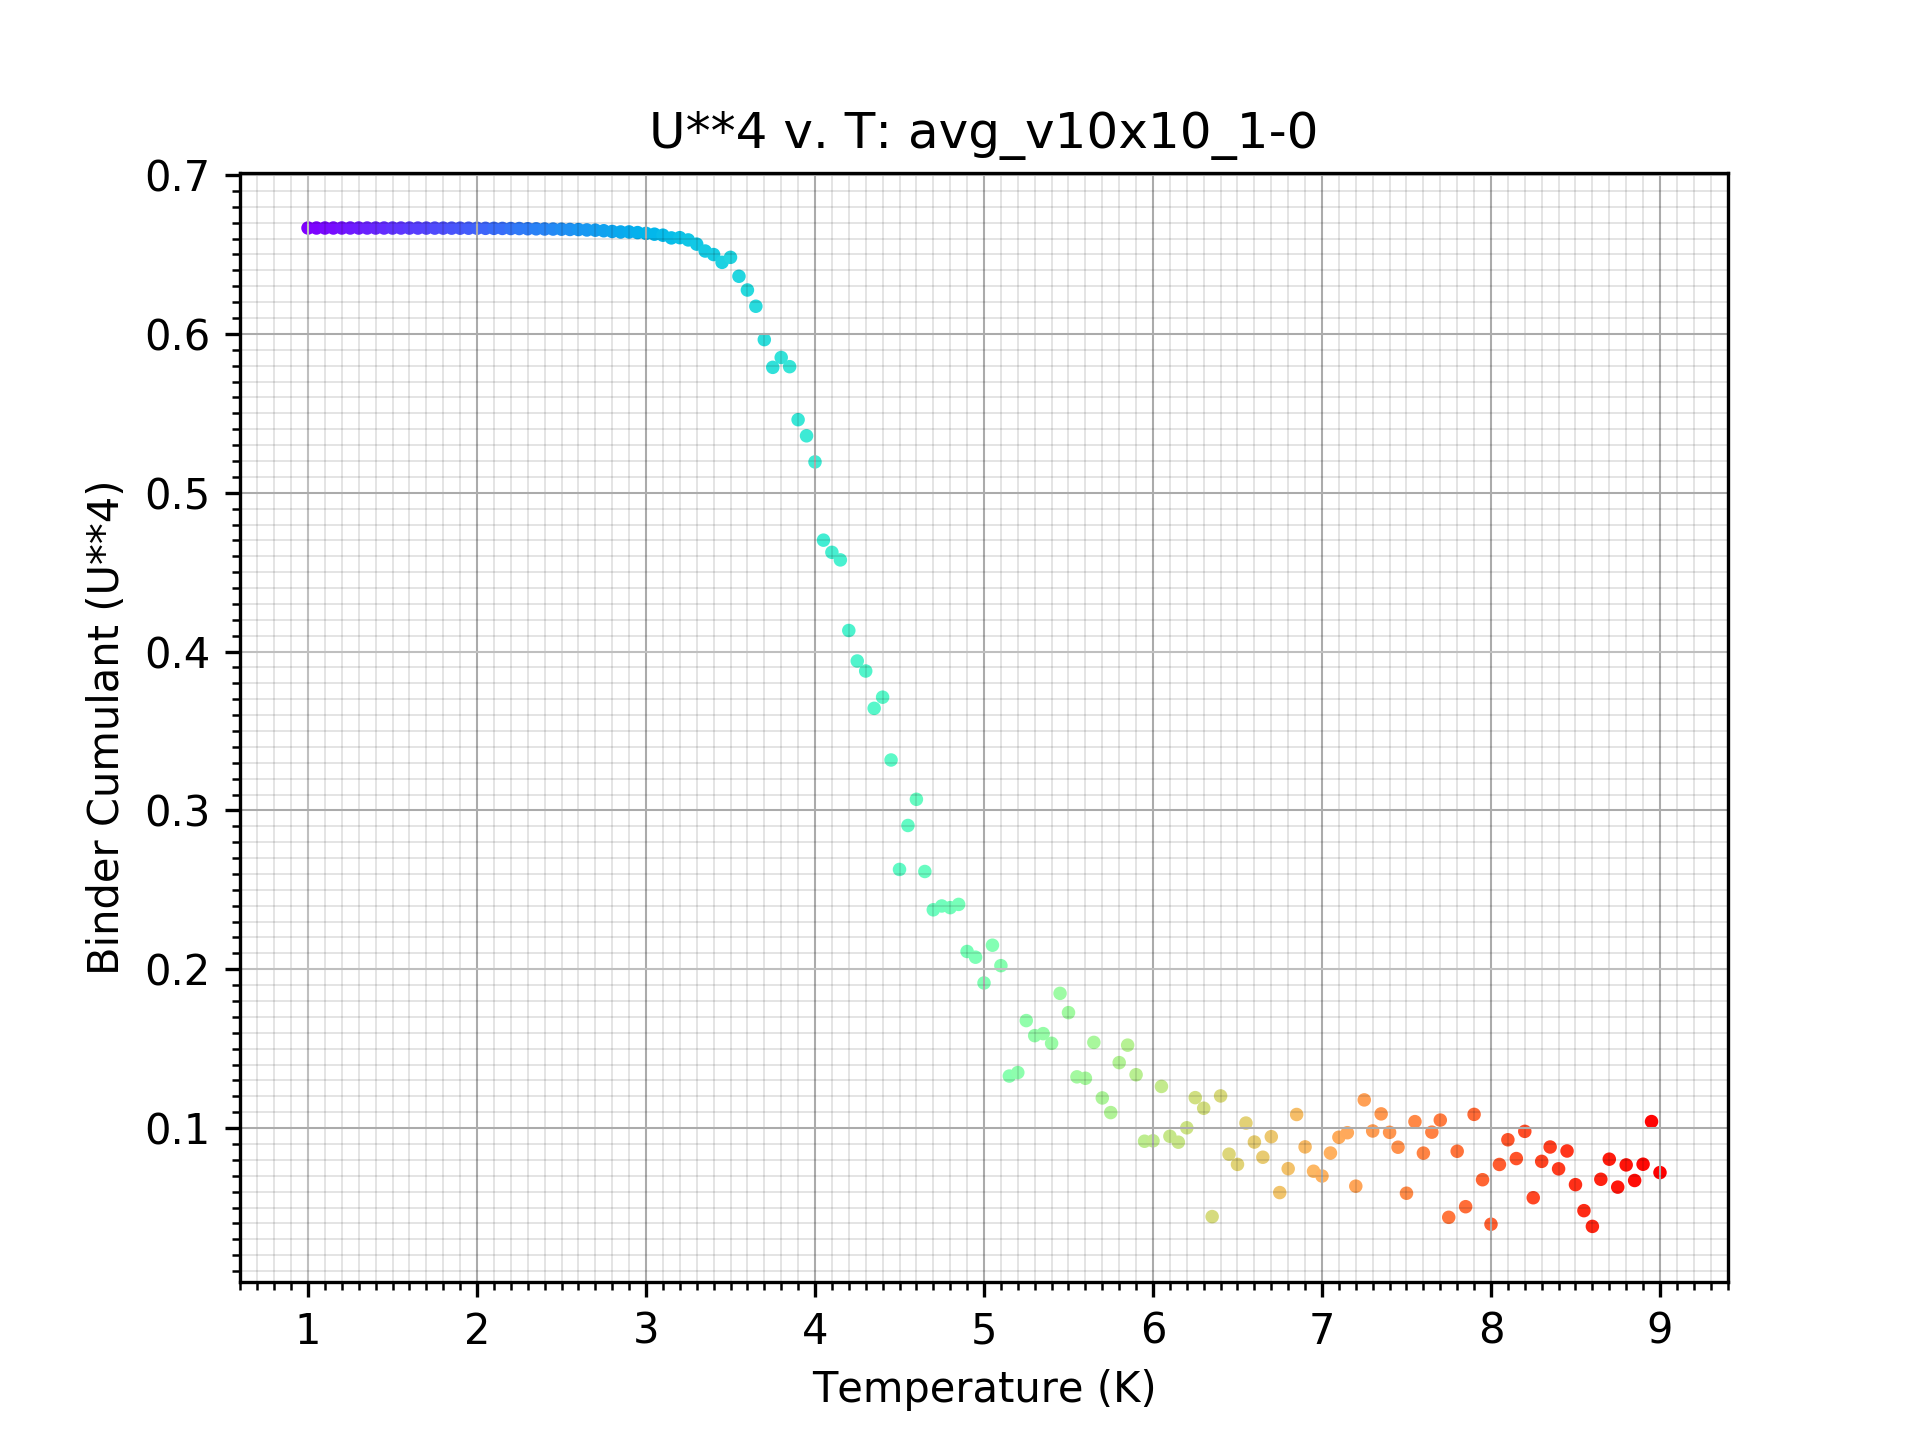 U**4 v. T: avg_v10x10_1-0
Binder Cumulant (U**4)
0.7
0.6
0.5
0.4
0.3
0.2
0.1
1 2 3 4 5 6 7 8 9
Temperature (K)